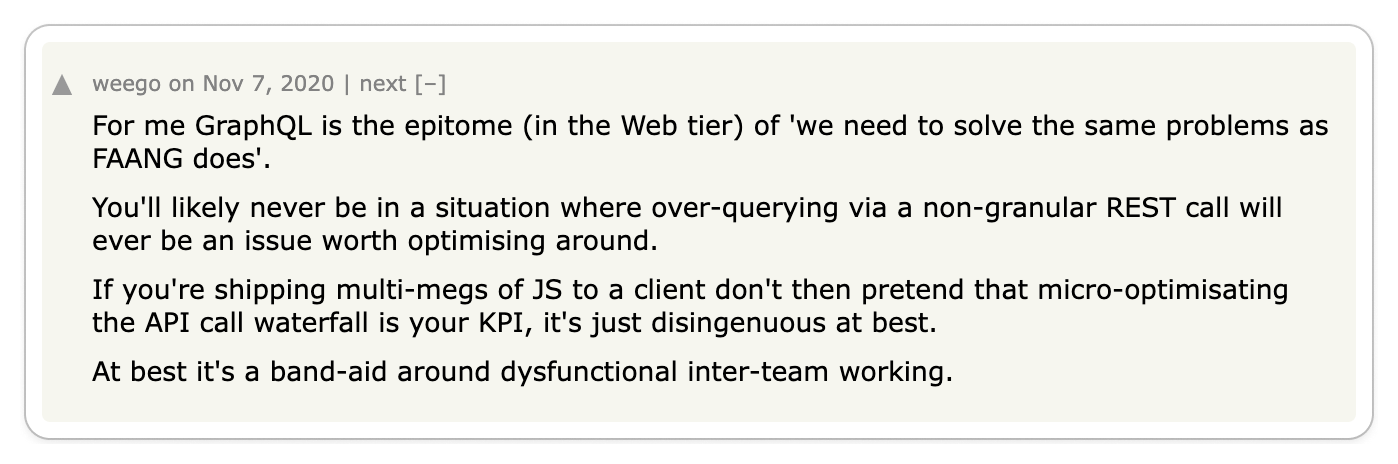 ▲ weego on Nov 7, 2020 | next [–]
For me GraphQL is the epitome (in the Web tier) of 'we need to solve the same problems as
FAANG does'.
You'll likely never be in a situation where over-querying via a non-granular REST call will
ever be an issue worth optimising around.
If you're shipping multi-megs of JS to a client don't then pretend that micro-optimisating
the API call waterfall is your KPI, it's just disingenuous at best.
At best it's a band-aid around dysfunctional inter-team working.